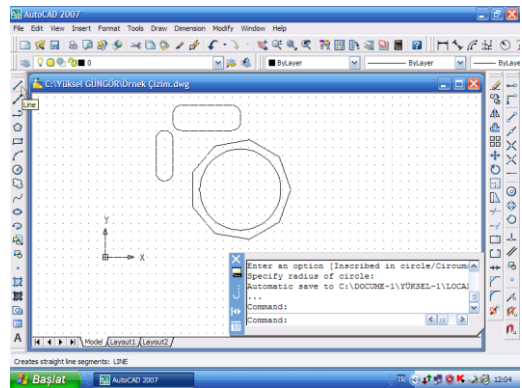 AutoCAD 2007
File Edit View Insert Format Tools Draw Dimension Modify Window Help
0 ByLayer ByLayer ByLaye
C:\Yüksel GÜNGÖR\Örnek Çizim.dwg
Line
Y
X
Enter an option [Inscribed in circle/Circum
Specify radius of circle:
Automatic save to C:\DOCUME~1\YÜKSEL~1\LOCA
...
Command:
Command:
Model Layout1 Layout2
Creates straight line segments: LINE
Başlat AutoCAD 2007 TR 12:04